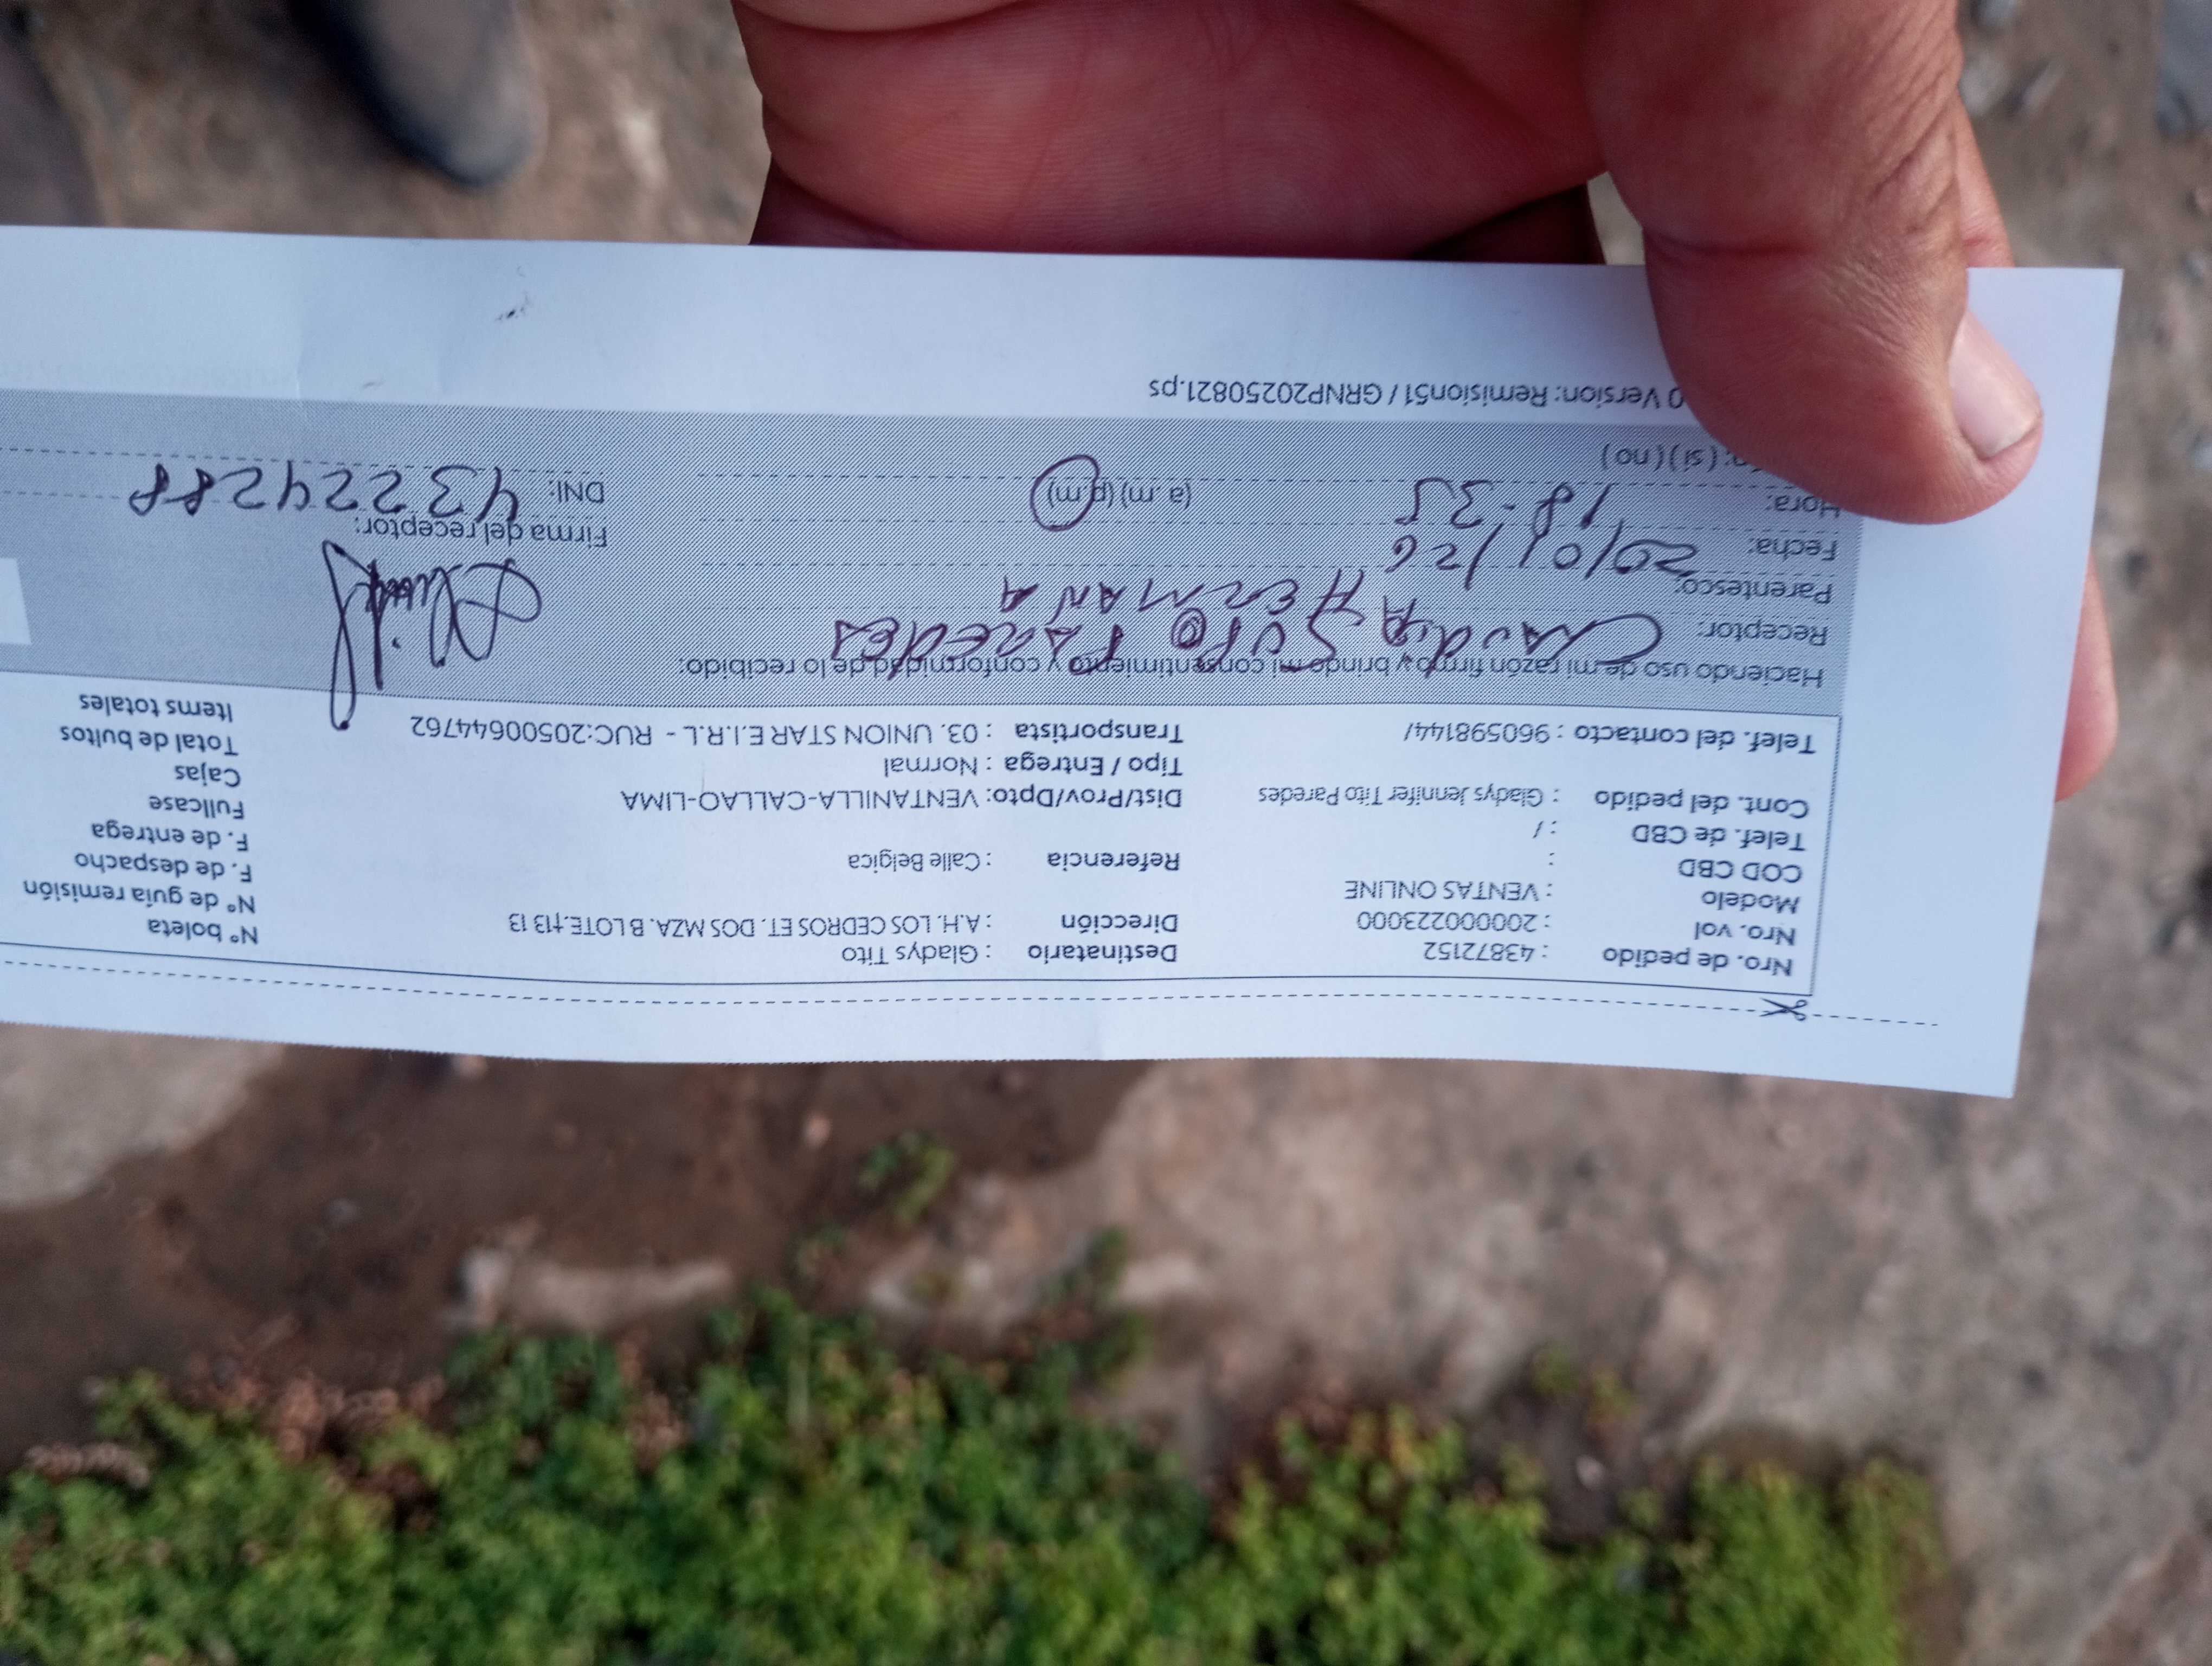 Nro. de pedido : 43872152 Destinatario : Gladys Tito Nº boleta
Nro. vol : 2000000223000 Dirección : A.H. LOS CEDROS ET. DOS MZA. B LOTE. 13 13 Nº de guía remisión
Modelo : VENTAS ONLINE F. de despacho
COD CBD : Referencia : Calle Belgica F. de entrega
Telef. de CBD : / Fullcase
Cont. del pedido : Gladys Jennifer Tito Paredes Dist/Prov/Dpto: VENTANILLA-CALLAO-LIMA Cajas
Tipo / Entrega : Normal Total de bultos
Telef. del contacto : 960598144/ Transportista : 03. UNION STAR E.I.R.L - RUC:20500644762 Items totales
Haciendo uso de mi razón firmo y brindo mi consentimiento y conformidad de lo recibido:
Receptor: Claudia Supo Paredes
Parentesco: HERMANA
Fecha: 20/01/26 Firma del receptor:
Hora: 18:35 (a.m) (p.m) DNI: 43224288
(si) (no)
0 Version: Remision51 / GRNP20250821.ps